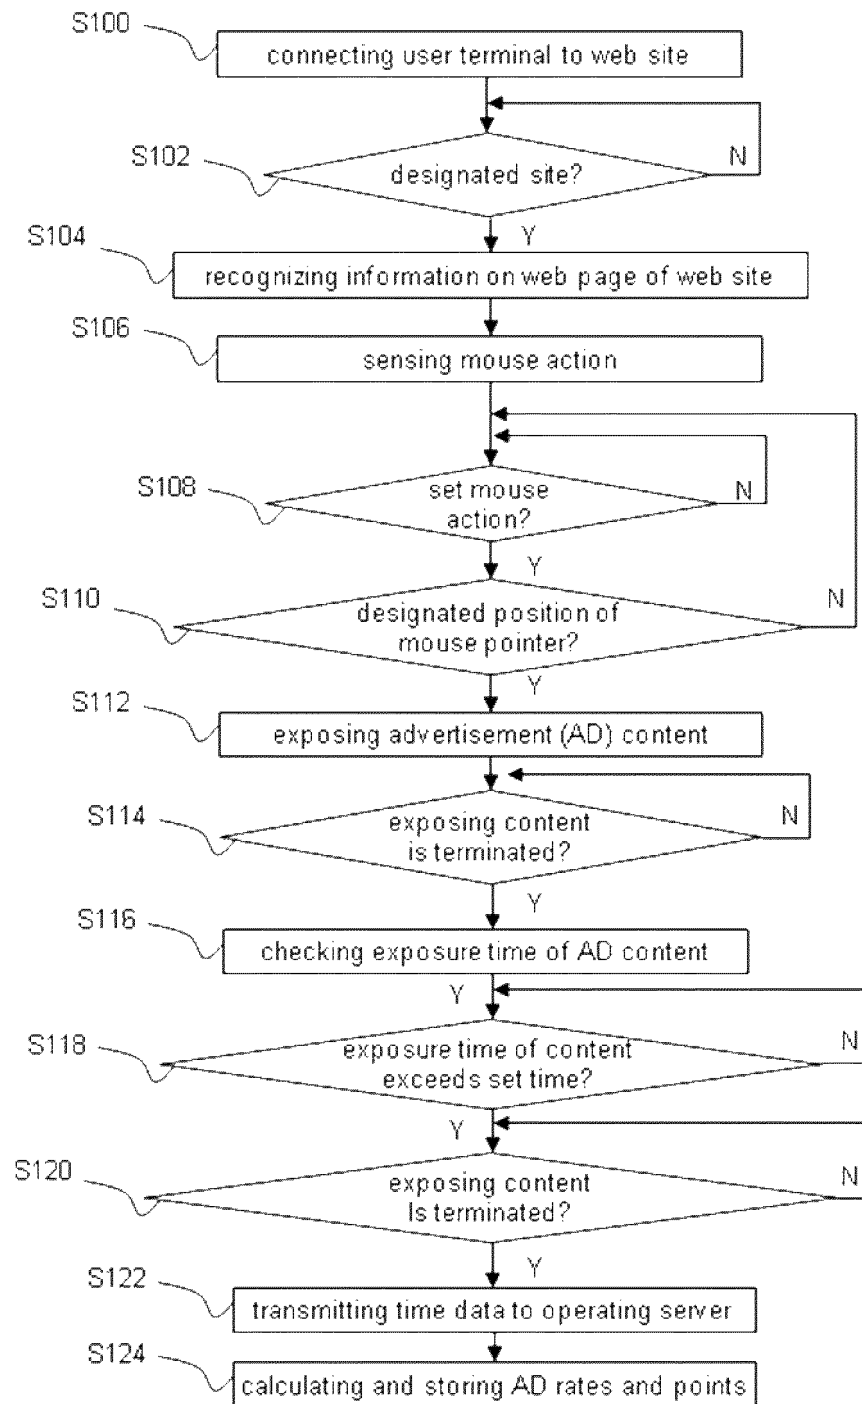 S100
connecting user terminal to web site
S102
designated site?
N
Y
S104
recognizing information on web page of web site
S106
sensing mouse action
S108
set mouse
action?
N
Y
S110
designated position of
mouse pointer?
N
Y
S112
exposing advertisement (AD) content
S114
exposing content
is terminated?
N
Y
S116
checking exposure time of AD content
Y
S118
exposure time of content
exceeds set time?
N
Y
S120
exposing content
Is terminated?
N
Y
S122
transmitting time data to operating server
S124
calculating and storing AD rates and points